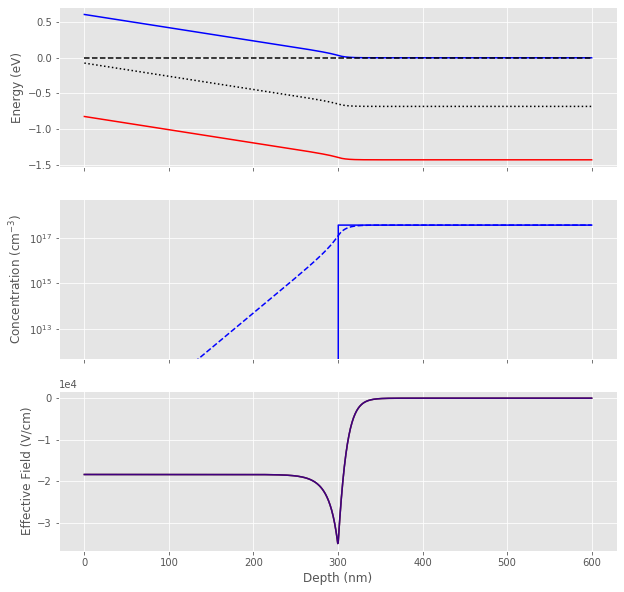 0.5
0.0
−0.5
−1.0
−1.5
Energy (eV)
10^17
10^15
10^13
Concentration (cm^−3)
1e4
0
−1
−2
−3
Effective Field (V/cm)
0 100 200 300 400 500 600
Depth (nm)